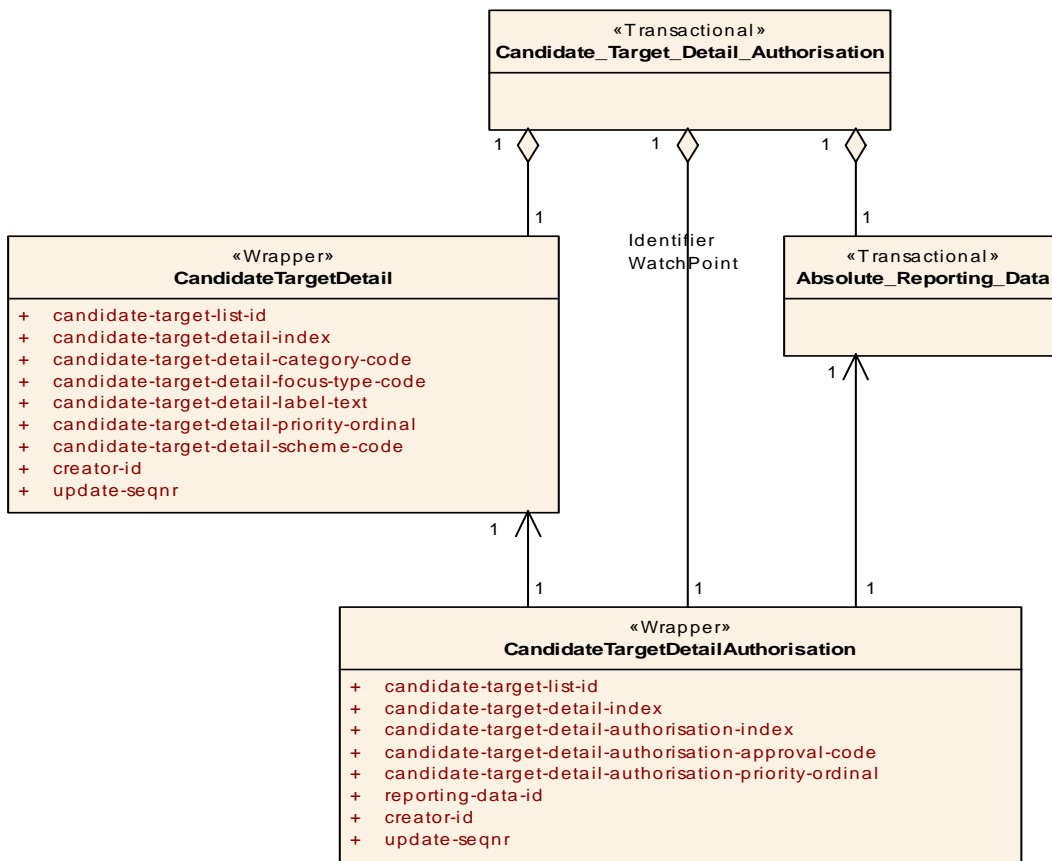 «Transactional»
Candidate_Target_Detail_Authorisation
1
1
1
1
1
Identifier
WatchPoint
«Wrapper»
CandidateTargetDetail
+ candidate-target-list-id
+ candidate-target-detail-index
+ candidate-target-detail-category-code
+ candidate-target-detail-focus-type-code
+ candidate-target-detail-label-text
+ candidate-target-detail-priority-ordinal
+ candidate-target-detail-scheme-code
+ creator-id
+ update-seqnr
«Transactional»
Absolute_Reporting_Data
1
1
1
1
1
«Wrapper»
CandidateTargetDetailAuthorisation
+ candidate-target-list-id
+ candidate-target-detail-index
+ candidate-target-detail-authorisation-index
+ candidate-target-detail-authorisation-approval-code
+ candidate-target-detail-authorisation-priority-ordinal
+ reporting-data-id
+ creator-id
+ update-seqnr